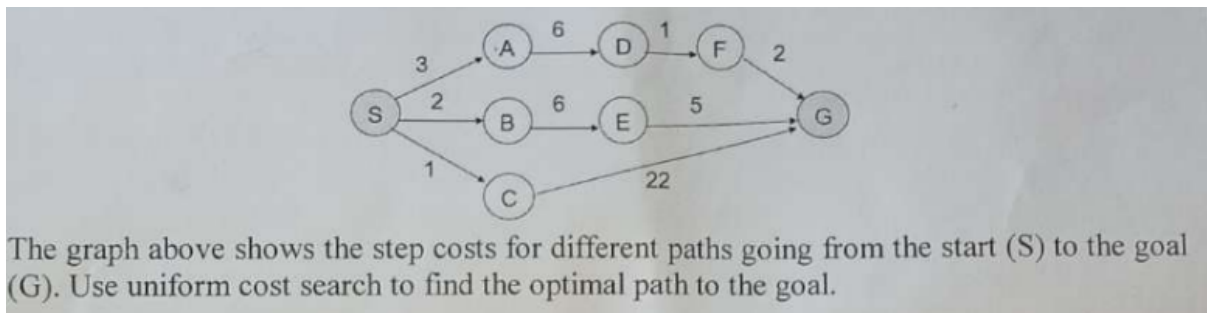 6
1
A
D
F
2
3
S
2
B
6
E
5
G
1
C
22
The graph above shows the step costs for different paths going from the start (S) to the goal
(G). Use uniform cost search to find the optimal path to the goal.